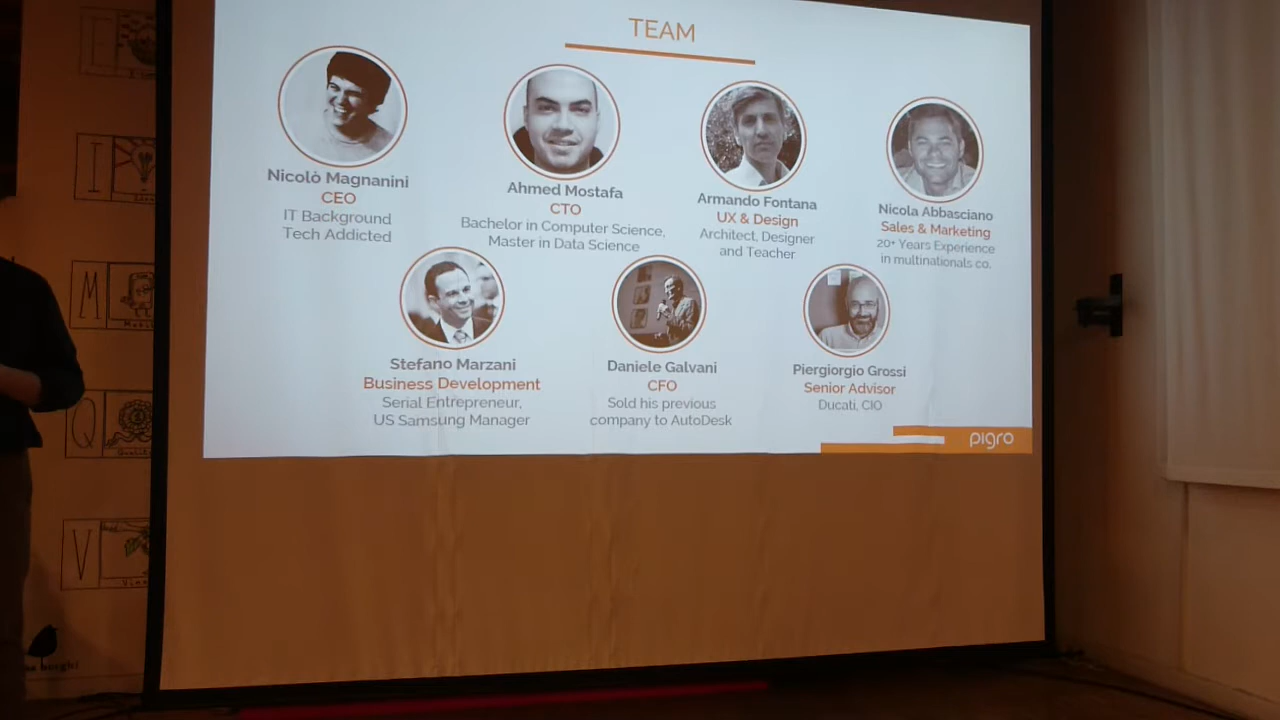 TEAM
Nicolò Magnanini
CEO
IT Background
Tech Addicted
Ahmed Mostafa
CTO
Bachelor in Computer Science,
Master in Data Science
Armando Fontana
UX & Design
Architect, Designer
and Teacher
Nicola Abbasciano
Sales & Marketing
20+ Years Experience
in multinationals co.
Stefano Marzani
Business Development
Serial Entrepreneur,
US Samsung Manager
Daniele Galvani
CFO
Sold his previous
company to AutoDesk
Piergiorgio Grossi
Senior Advisor
Ducati, CIO
pigro
I
M
Q
V